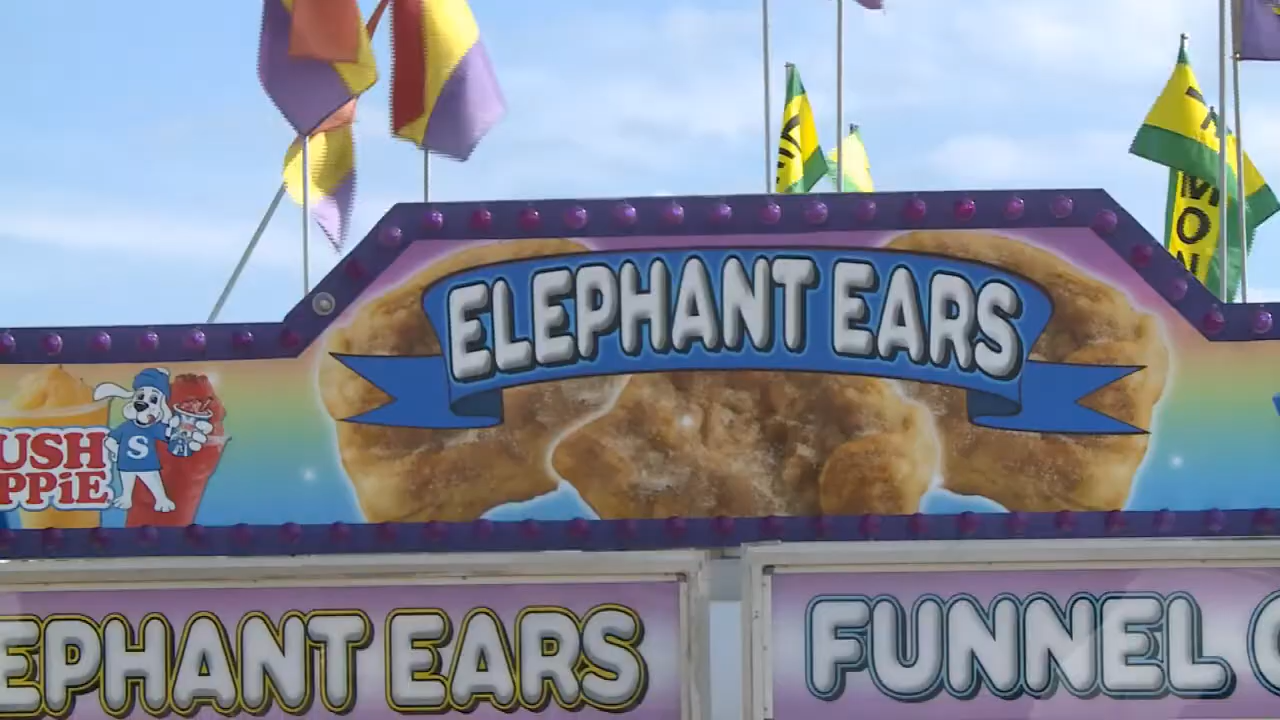 ELEPHANT EARS
USH
PPiE
S
EPHANT EARS
FUNNEL